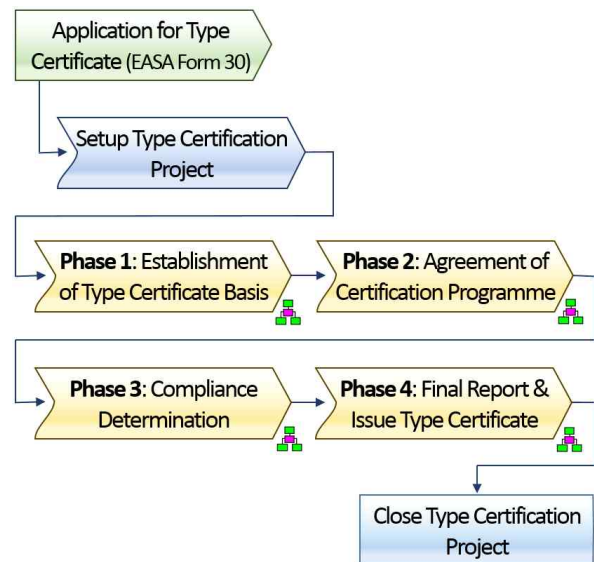 Application for Type
Certificate (EASA Form 30)
Setup Type Certification
Project
Phase 1: Establishment
of Type Certificate Basis
Phase 2: Agreement of
Certification Programme
Phase 3: Compliance
Determination
Phase 4: Final Report &
Issue Type Certificate
Close Type Certification
Project